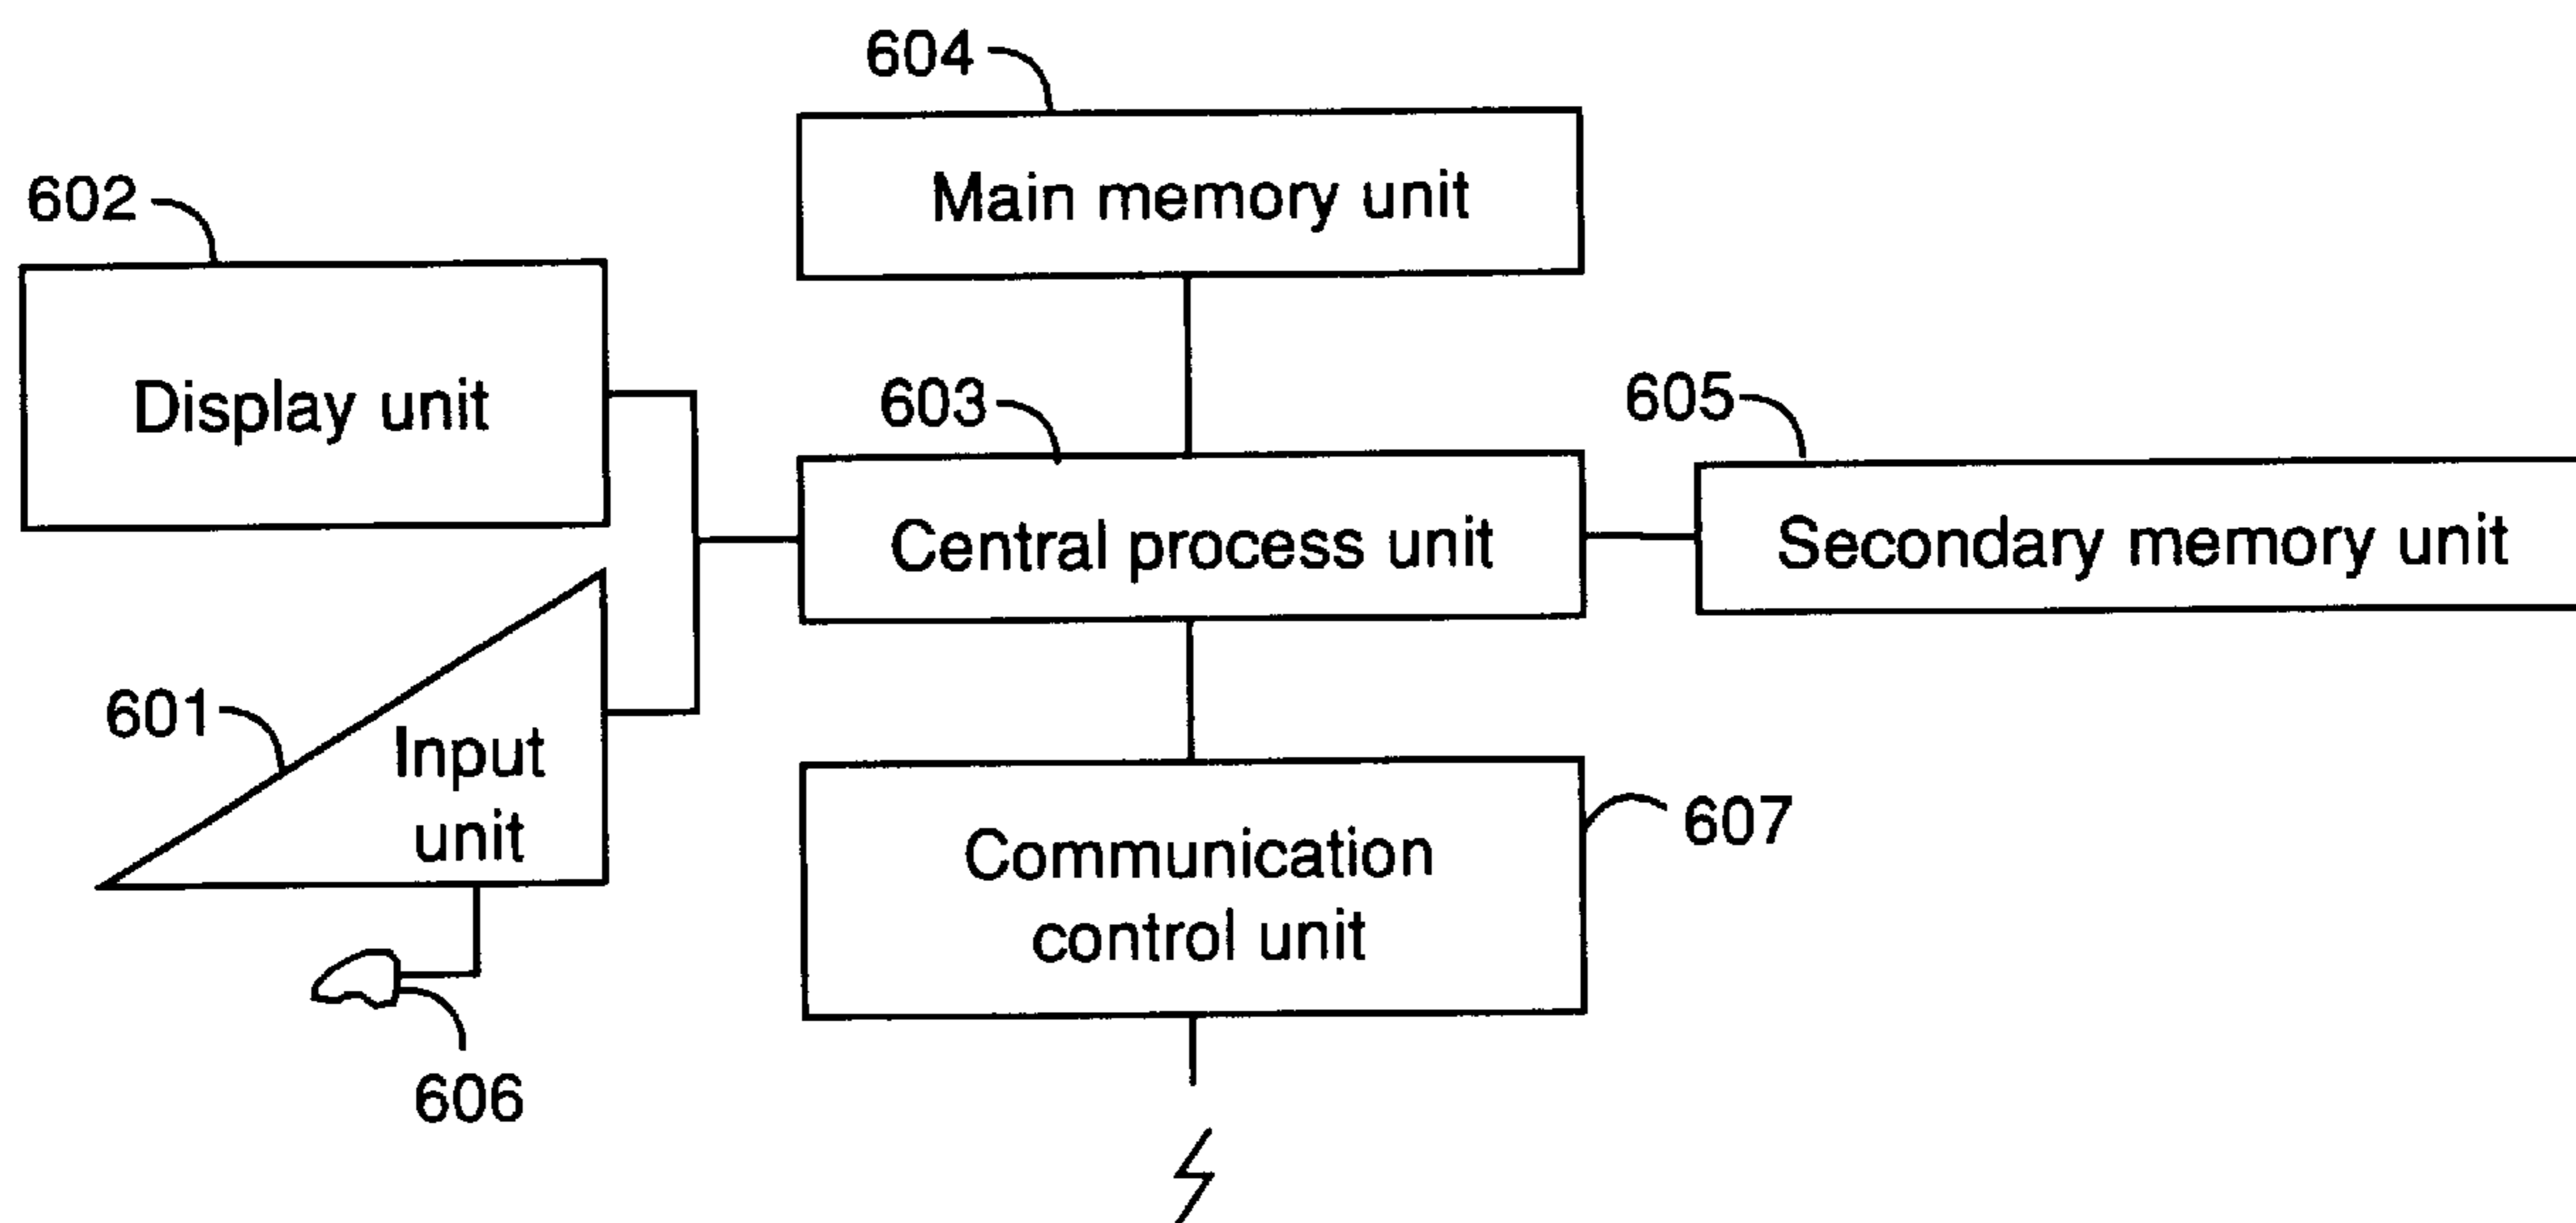 604
Main memory unit
602
Display unit
603
Central process unit
605
Secondary memory unit
601
Input
unit
606
Communication
control unit
607